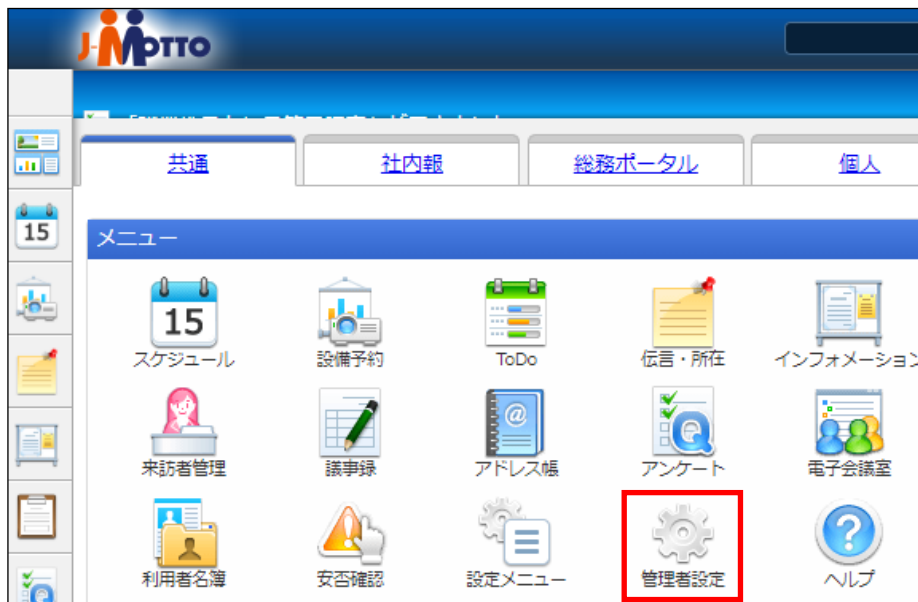 J-MOTTO
共通 社内報 総務ポータル 個人
15
メニュー
15
スケジュール 設備予約 ToDo 伝言・所在 インフォメーション
来訪者管理 議事録 アドレス帳 アンケート 電子会議室
利用者名簿 安否確認 設定メニュー 管理者設定 ヘルプ